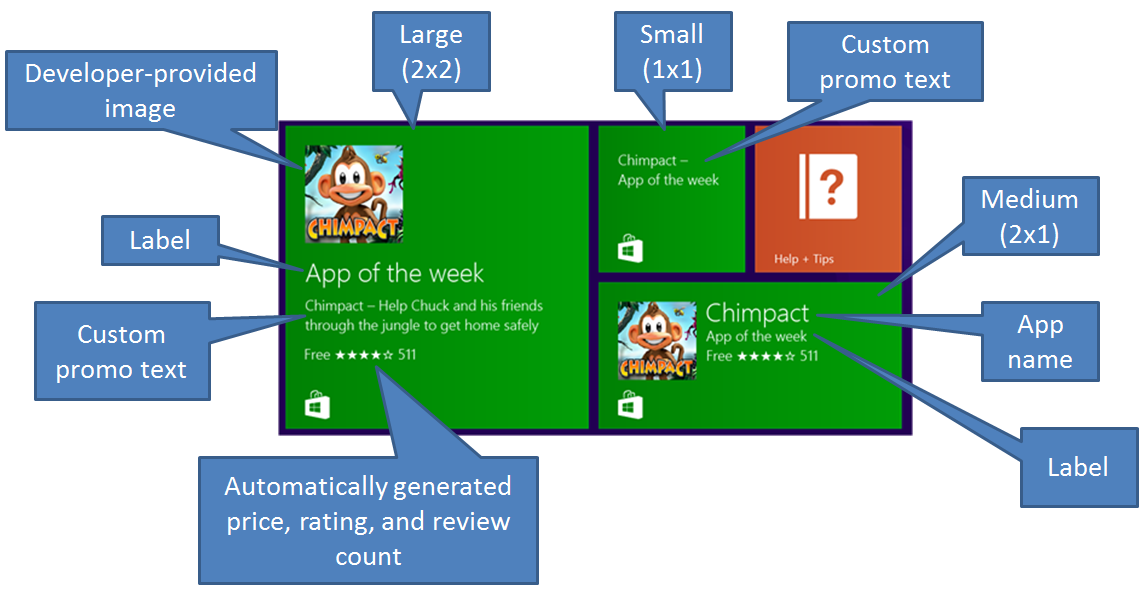 Large
(2x2)
Small
(1x1)
Custom
promo text
Developer-provided
image
CHIMPACT
Chimpact –
App of the week
Medium
(2x1)
Label
App of the week
Help + Tips
Chimpact – Help Chuck and his friends
through the jungle to get home safely
Custom
promo text
Free ★★★★☆ 511
CHIMPACT
Chimpact
App of the week
Free ★★★★☆ 511
App
name
Label
Automatically generated
price, rating, and review
count